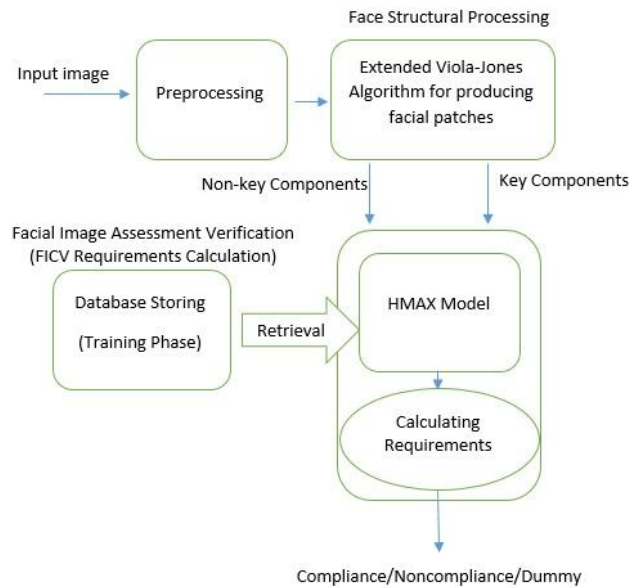 Face Structural Processing
Input image
Preprocessing
Extended Viola-Jones
Algorithm for producing
facial patches
Non-key Components
Key Components
Facial Image Assessment Verification
(FICV Requirements Calculation)
Database Storing
(Training Phase)
Retrieval
HMAX Model
Calculating
Requirements
Compliance/Noncompliance/Dummy